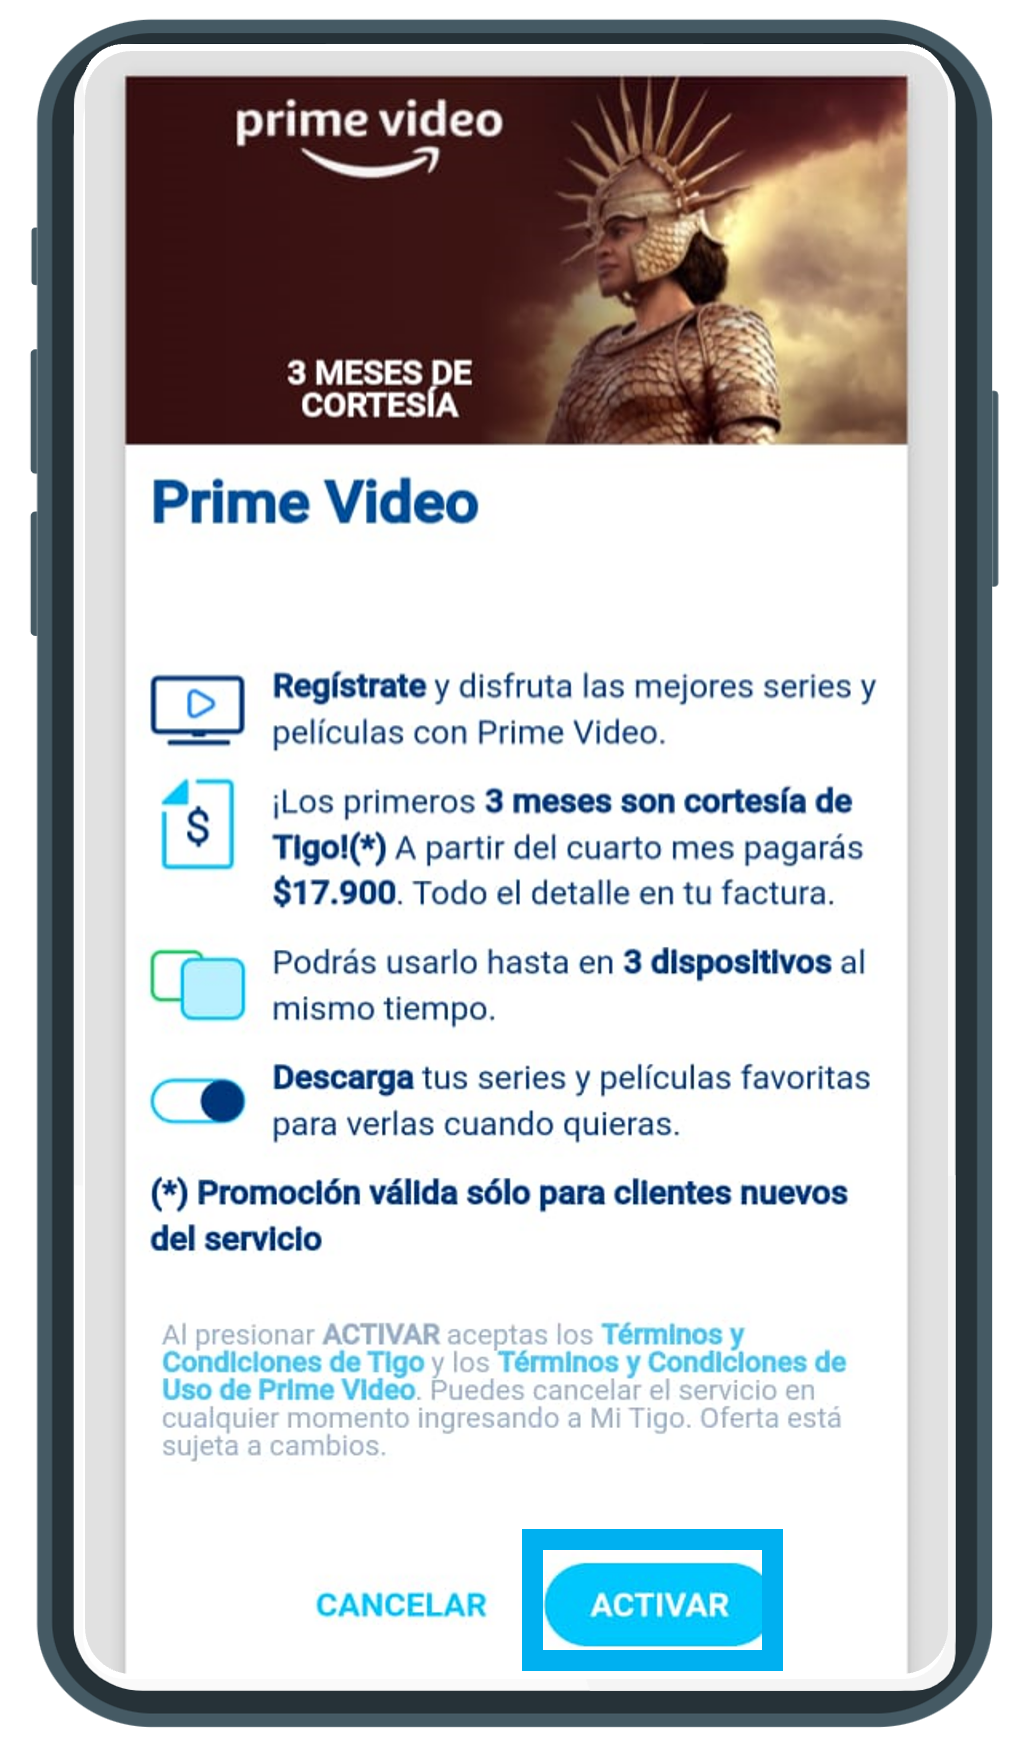 prime video
3 MESES DE
CORTESÍA
Prime Video
Regístrate y disfruta las mejores series y
películas con Prime Video.
$
¡Los primeros 3 meses son cortesía de
Tigo!(*) A partir del cuarto mes pagarás
$17.900. Todo el detalle en tu factura.
Podrás usarlo hasta en 3 dispositivos al
mismo tiempo.
Descarga tus series y películas favoritas
para verlas cuando quieras.
(*) Promoción válida sólo para clientes nuevos
del servicio
Al presionar ACTIVAR aceptas los Términos y
Condiciones de Tigo y los Términos y Condiciones de
Uso de Prime Video. Puedes cancelar el servicio en
cualquier momento ingresando a Mi Tigo. Oferta está
sujeta a cambios.
CANCELAR ACTIVAR